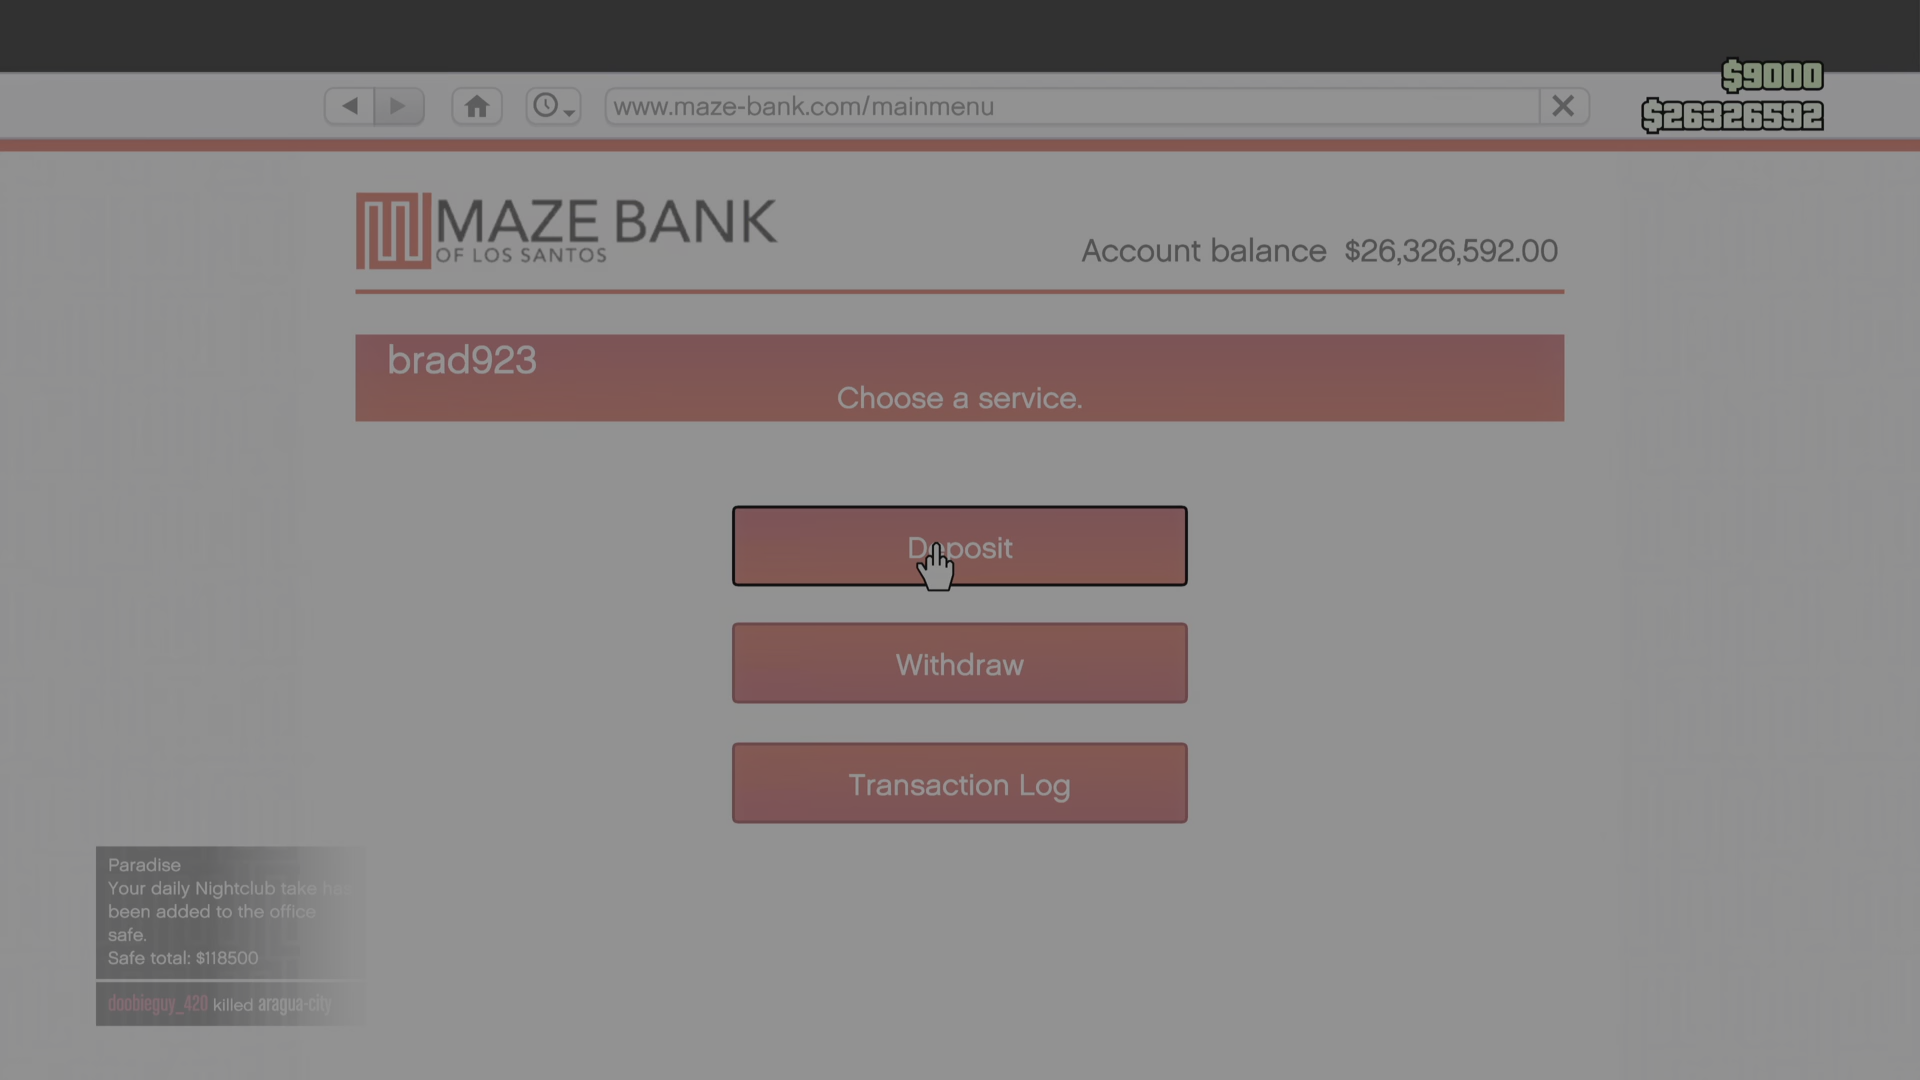 $9000
www.maze-bank.com/mainmenu
$26326592
MAZE BANK
OF LOS SANTOS
Account balance $26,326,592.00
brad923
Choose a service.
Deposit
Withdraw
Transaction Log
Paradise
Your daily Nightclub take has
been added to the office
safe.
Safe total: $118500
doobieguy_420 killed aragua-city